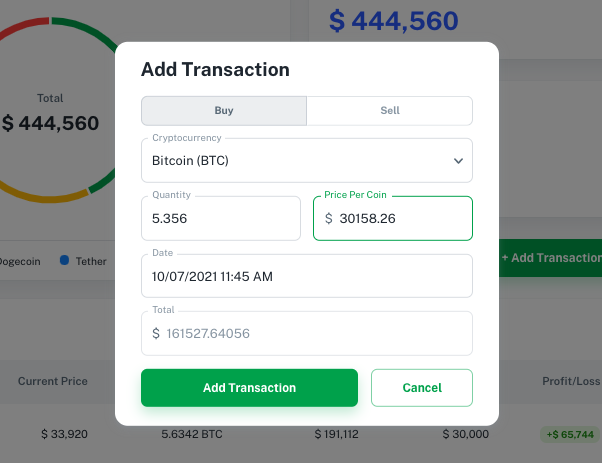 $ 444,560
Total
$ 444,560
Dogecoin
Tether
+ Add Transaction
Add Transaction
Buy
Sell
Cryptocurrency
Bitcoin (BTC)
Quantity
5.356
Price Per Coin
$ 30158.26
Date
10/07/2021 11:45 AM
Total
$ 161527.64056
Add Transaction
Cancel
Current Price
Profit/Loss
$ 33,920
5.6342 BTC
$ 191,112
$ 30,000
+$ 65,744